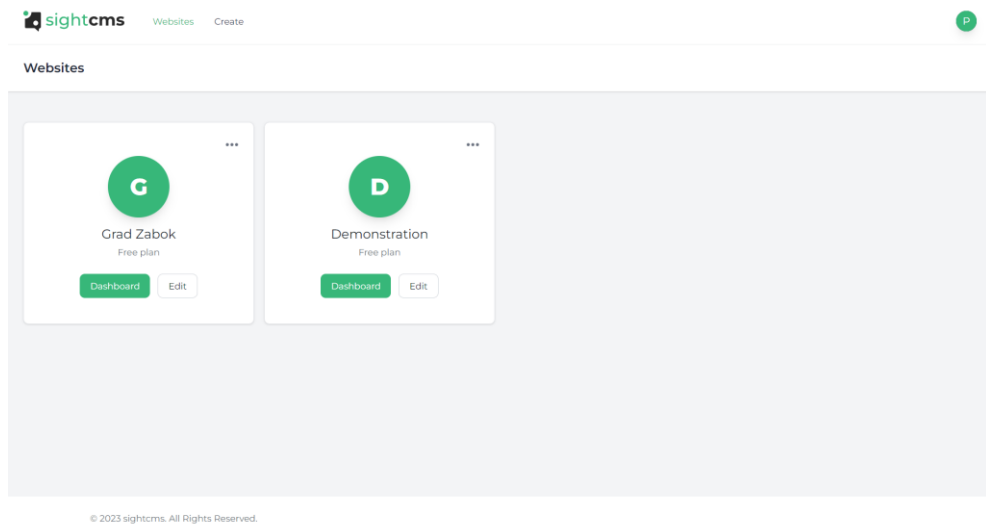 sightcms Websites Create P
Websites
••• •••
G D
Grad Zabok Demonstration
Free plan Free plan
Dashboard Edit Dashboard Edit
© 2023 sightcms. All Rights Reserved.